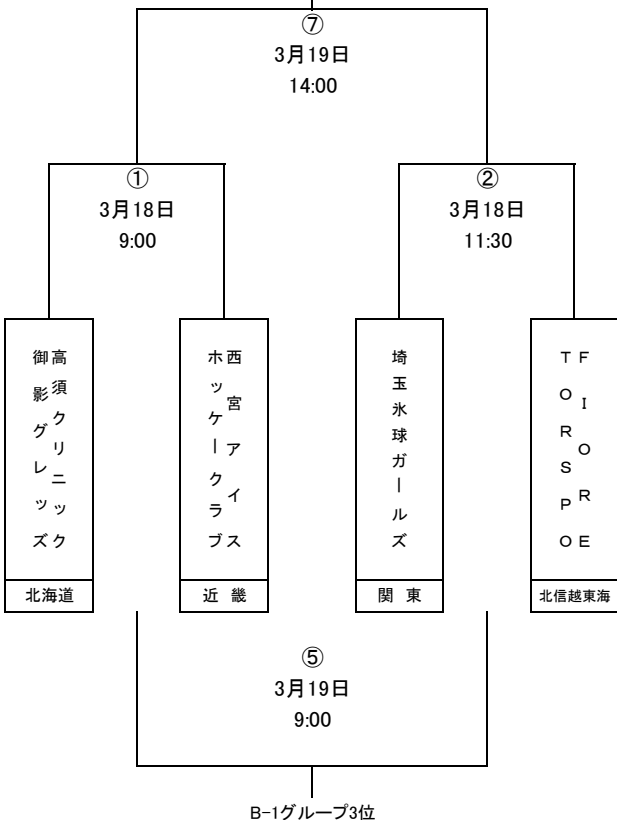 ⑦
3月19日
14:00
①
3月18日
9:00
②
3月18日
11:30
高須クリニック
御影グレッズ
西宮アイス
ホッケークラブ
埼玉氷球ガールズ
FIORE
TORSPO
北海道
近 畿
関 東
北信越東海
⑤
3月19日
9:00
B-1グループ3位